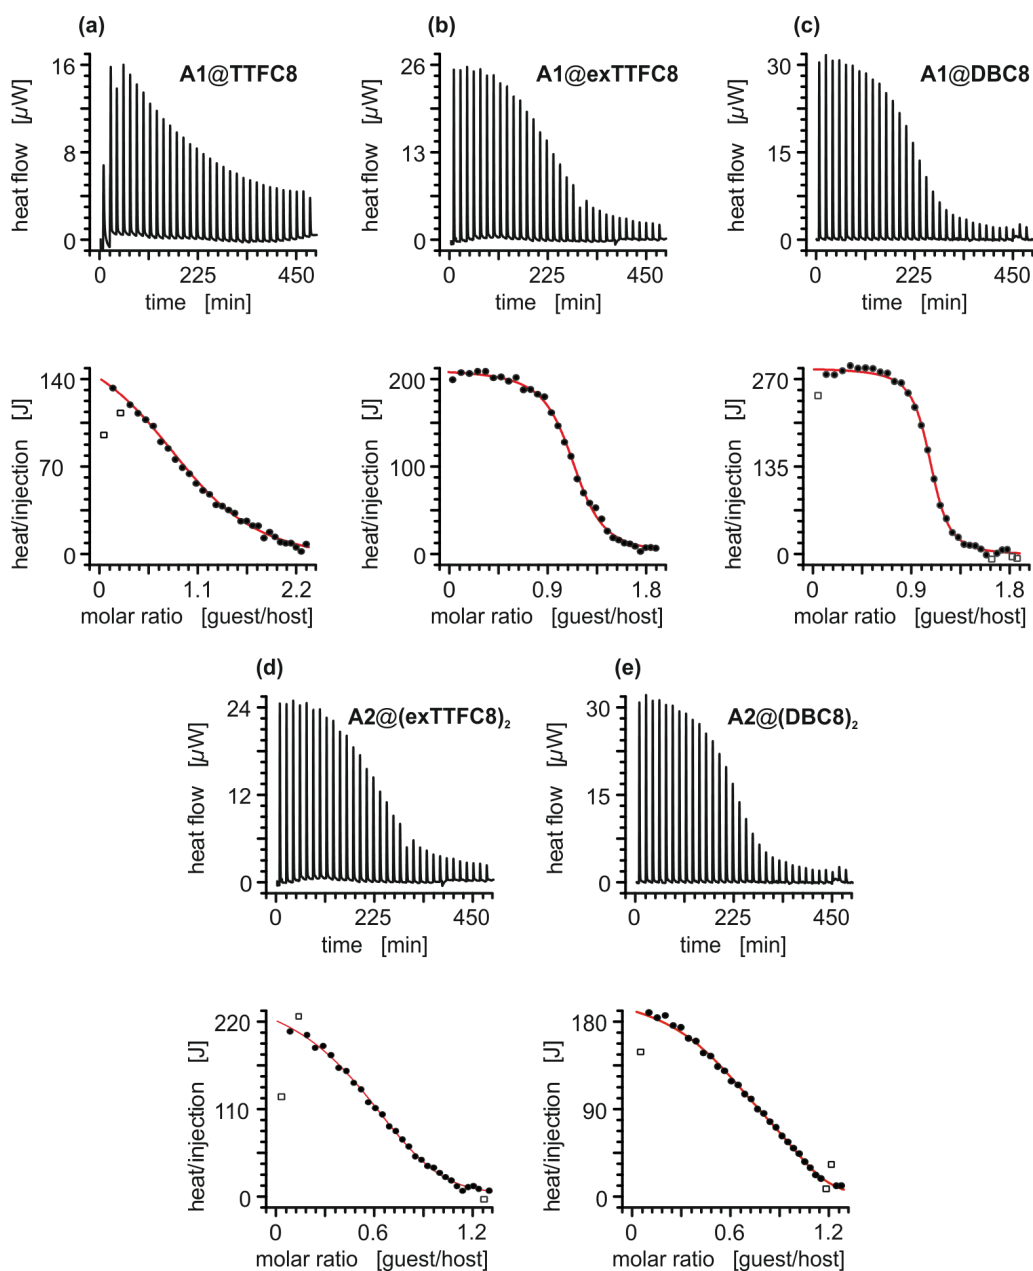 (a)
A1@TTFC8
heat flow [µW]
16
8
0
0 225 450
time [min]
(b)
A1@exTTFC8
heat flow [µW]
26
13
0
0 225 450
time [min]
(c)
A1@DBC8
heat flow [µW]
30
15
0
0 225 450
time [min]
heat/injection [J]
140
70
0
0 1.1 2.2
molar ratio [guest/host]
heat/injection [J]
200
100
0
0 0.9 1.8
molar ratio [guest/host]
heat/injection [J]
270
135
0
0 0.9 1.8
molar ratio [guest/host]
(d)
A2@(exTTFC8)₂
heat flow [µW]
24
12
0
0 225 450
time [min]
(e)
A2@(DBC8)₂
heat flow [µW]
30
15
0
0 225 450
time [min]
heat/injection [J]
220
110
0
0 0.6 1.2
molar ratio [guest/host]
heat/injection [J]
180
90
0
0 0.6 1.2
molar ratio [guest/host]